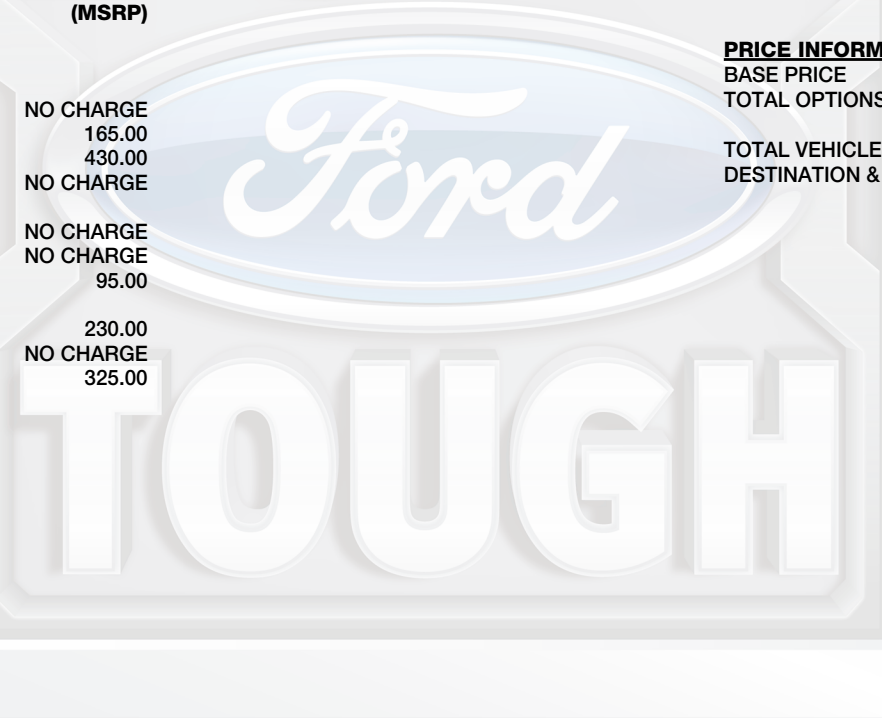 (MSRP)
NO CHARGE
165.00
430.00
NO CHARGE
NO CHARGE
NO CHARGE
95.00
230.00
NO CHARGE
325.00
PRICE INFORM
BASE PRICE
TOTAL OPTIONS
TOTAL VEHICLE
DESTINATION &
Ford
TOUGH